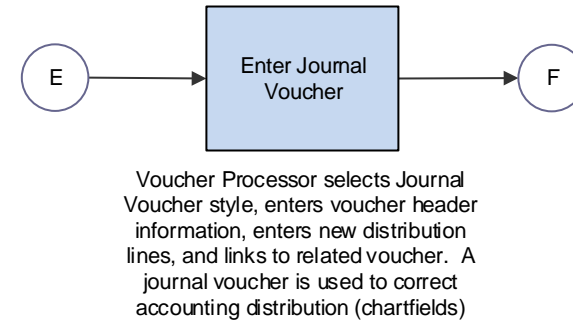 E
Enter Journal
Voucher
F
Voucher Processor selects Journal
Voucher style, enters voucher header
information, enters new distribution
lines, and links to related voucher. A
journal voucher is used to correct
accounting distribution (chartfields)